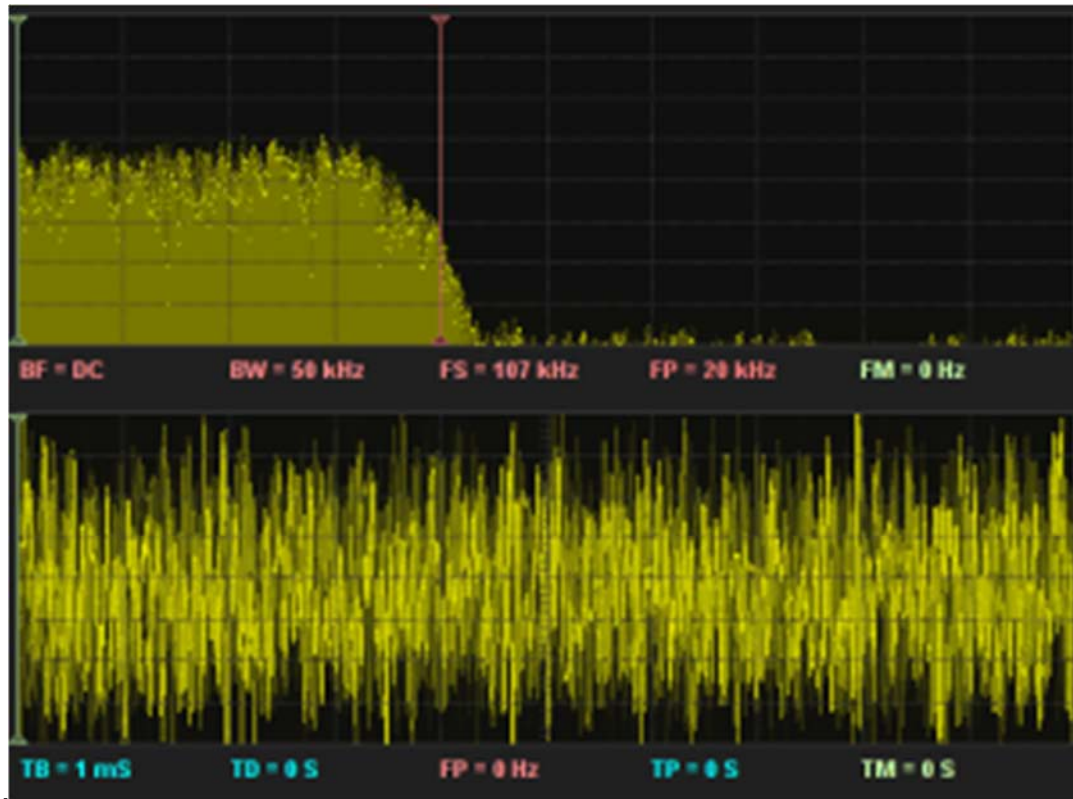 BF = DC BW = 50 kHz FS = 107 kHz FP = 20 kHz FM = 0 Hz
TB = 1 mS TD = 0 S FP = 0 Hz TP = 0 S TM = 0 S